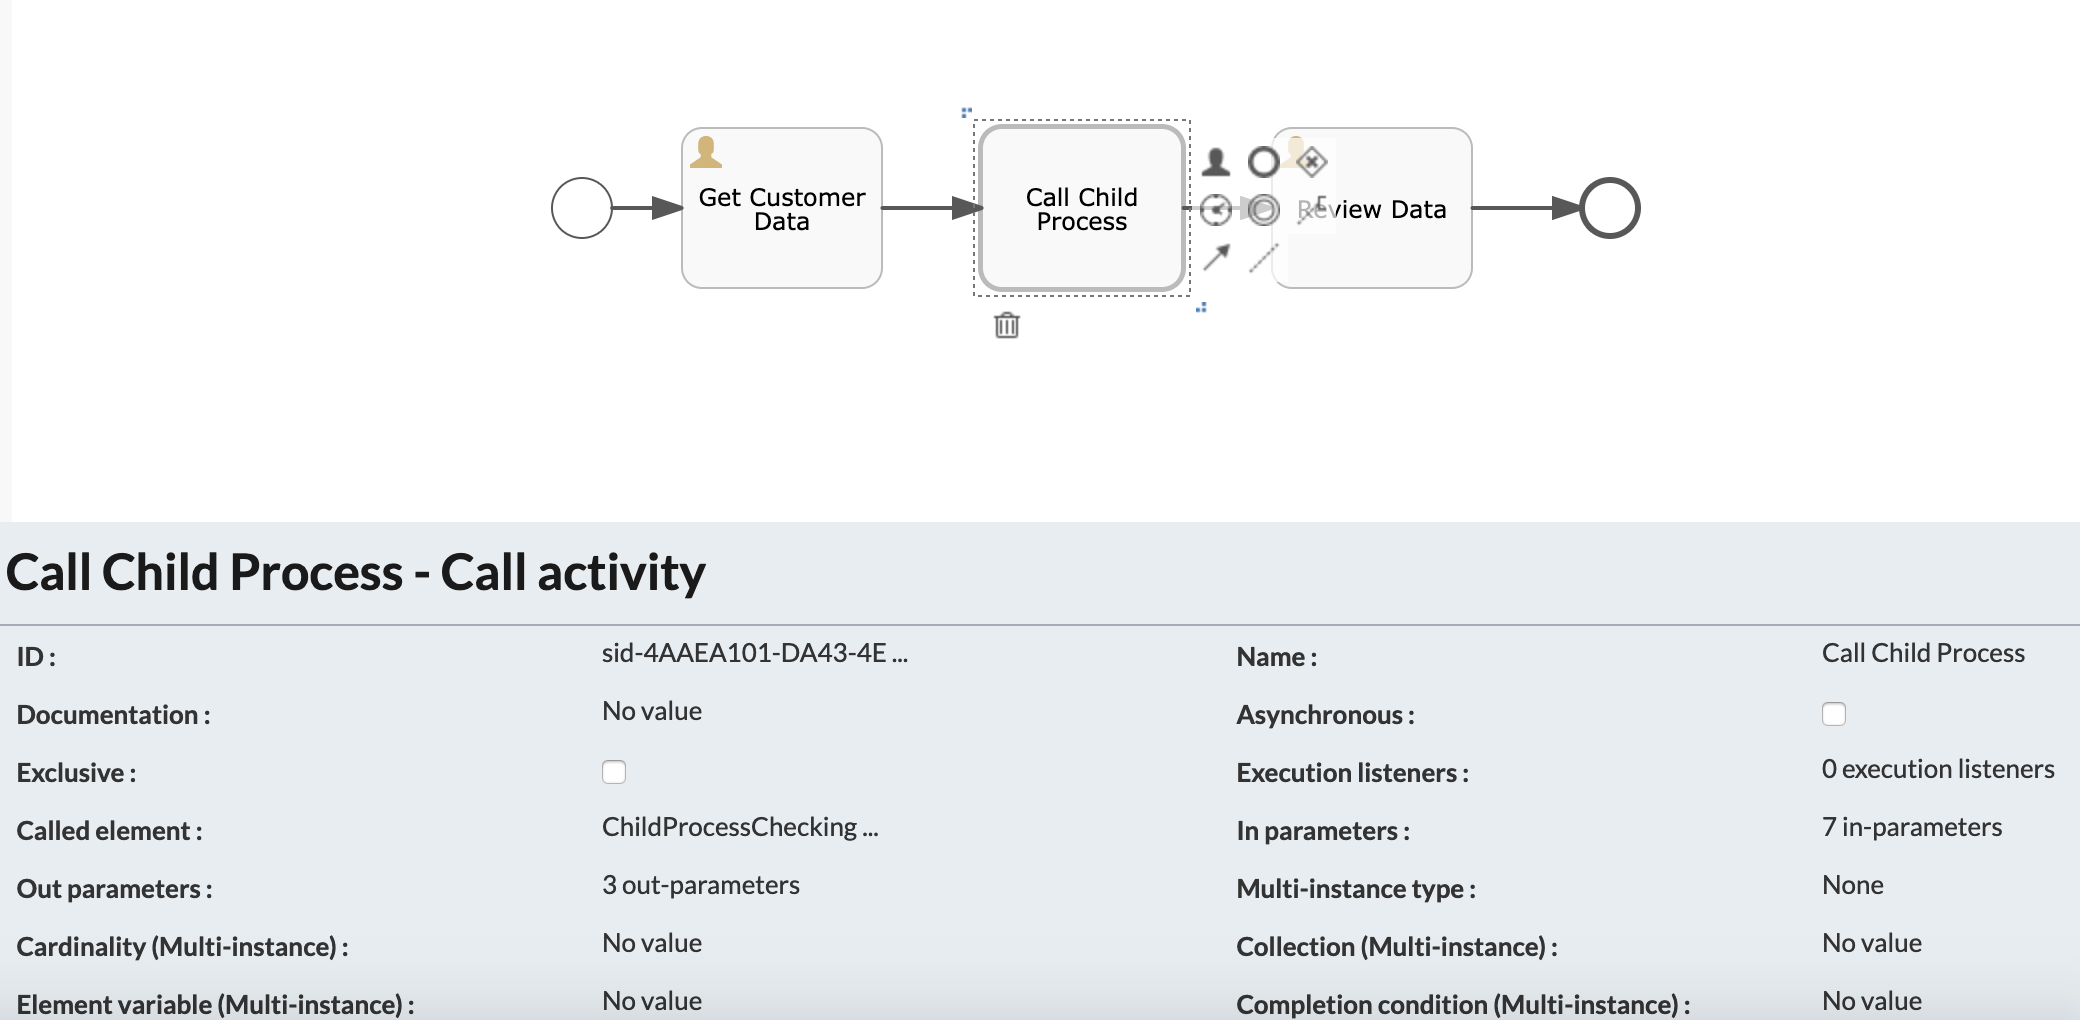 Get Customer
Data
Call Child
Process
Review Data
Call Child Process - Call activity
ID :
sid-4AAEA101-DA43-4E ...
Name :
Call Child Process
Documentation :
No value
Asynchronous :
Exclusive :
Execution listeners :
0 execution listeners
Called element :
ChildProcessChecking ...
In parameters :
7 in-parameters
Out parameters :
3 out-parameters
Multi-instance type :
None
Cardinality (Multi-instance) :
No value
Collection (Multi-instance) :
No value
Element variable (Multi-instance) :
No value
Completion condition (Multi-instance) :
No value